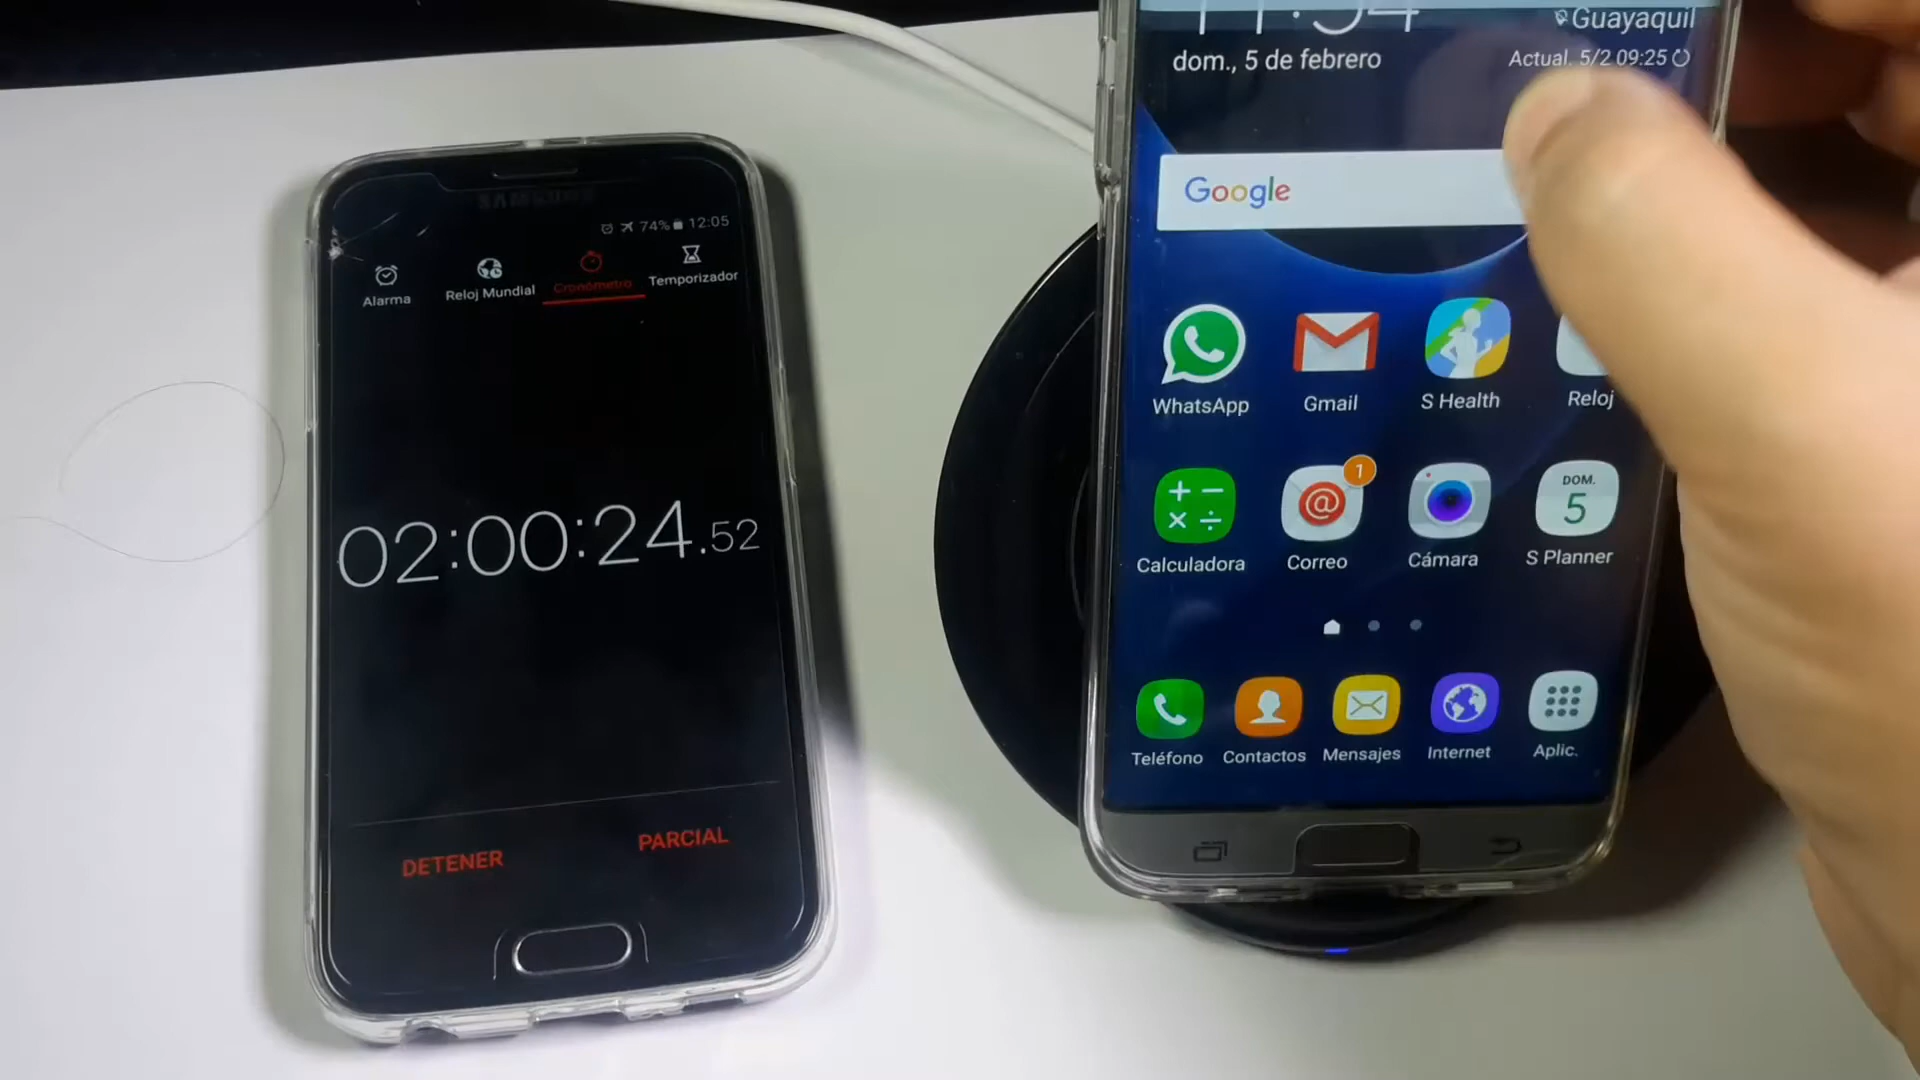 SAMSUNG
74% 12:05
Alarma
Reloj Mundial
Cronómetro
Temporizador
02:00:24.52
DETENER
PARCIAL
Guayaquil
dom., 5 de febrero
Actual. 5/2 09:25
Google
WhatsApp
Gmail
S Health
Reloj
1
DOM.
5
Calculadora
Correo
Cámara
S Planner
Teléfono
Contactos
Mensajes
Internet
Aplic.